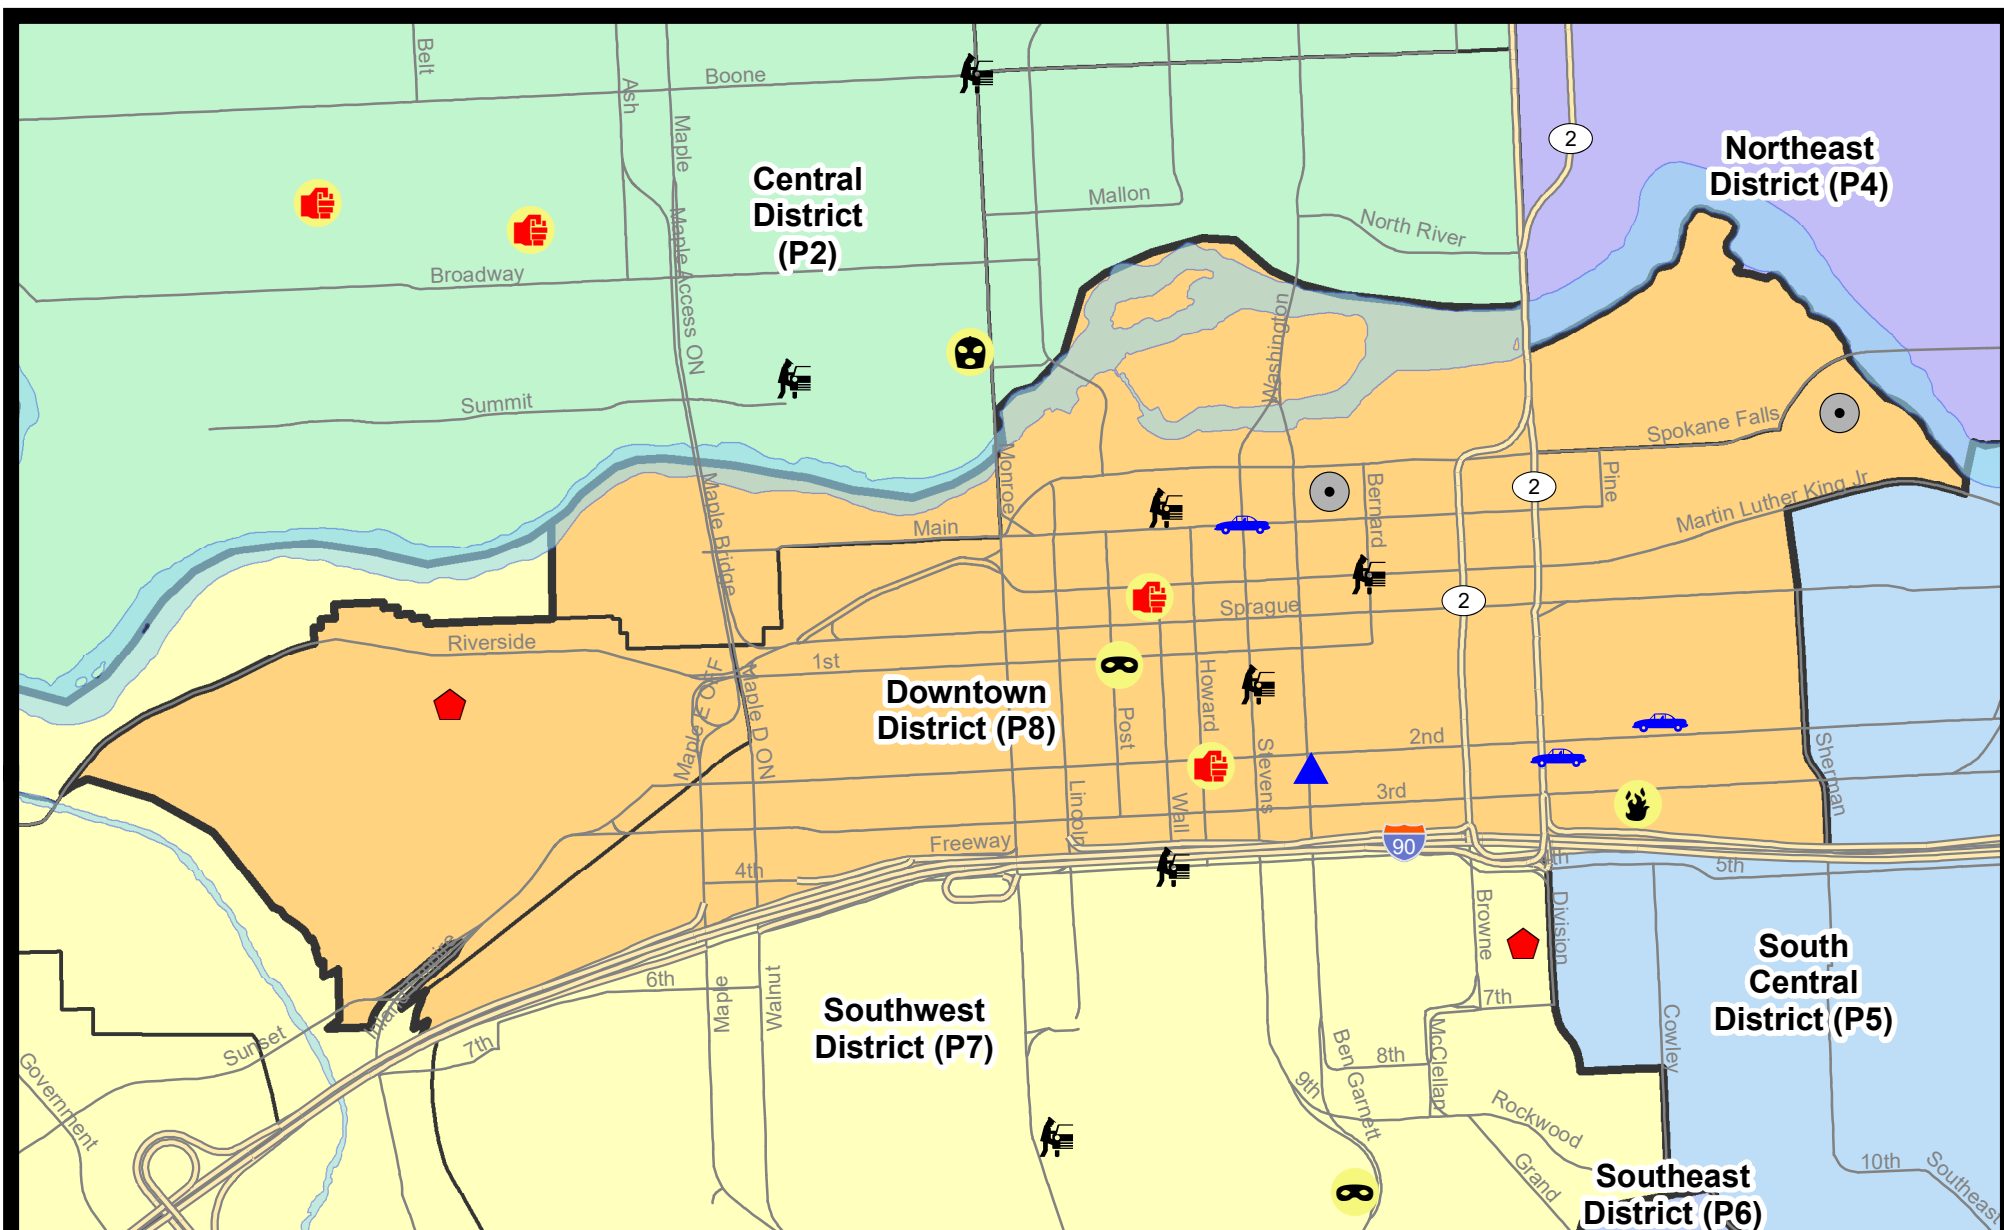 Belt
Ash
Maple
Boone
2
Northeast
District (P4)
Central
District
(P2)
Mallon
North River
Maple Access ON
Broadway
Washington
Summit
Spokane Falls
Monroe
Bernard
Pine
2
Martin Luther King Jr
Maple Bridge
Main
Sprague
2
Riverside
1st
Maple E OFF
Maple D ON
Downtown
District (P8)
Howard
Post
Stevens
2nd
Sherman
3rd
Lincoln
Wall
Freeway
90
4th
4th
5th
Browne
Division
South
Central
District (P5)
Inland Empire
6th
Maple
Walnut
7th
Southwest
District (P7)
Sunset
7th
Government
Ben Garnett
8th
McClellan
Cowley
9th
Rockwood
Grand
10th
Southeast
Southeast
District (P6)